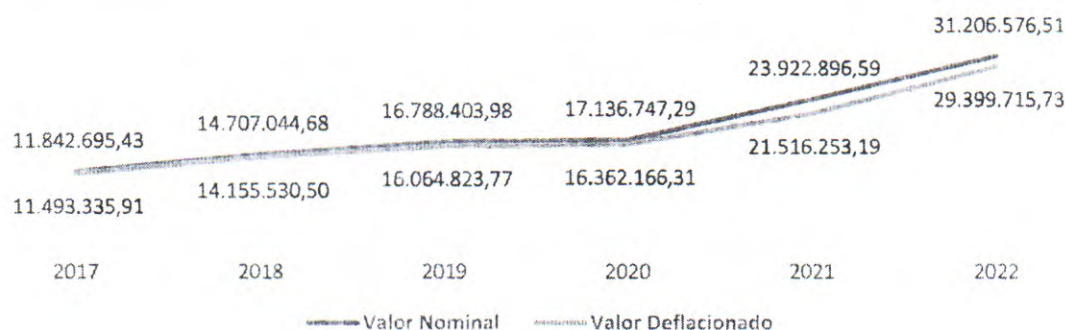 31.206.576,51
23.922.896,59
29.399.715,73
11.842.695,43 14.707.044,68 16.788.403,98 17.136.747,29
21.516.253,19
11.493.335,91 14.155.530,50 16.064.823,77 16.362.166,31
2017 2018 2019 2020 2021 2022
Valor Nominal Valor Deflacionado